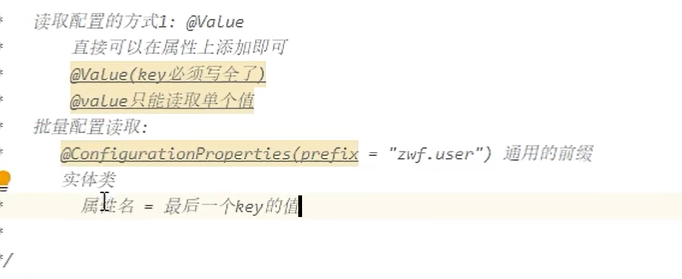 * 读取配置的方式1: @Value
* 直接可以在属性上添加即可
* @Value(key必须写全了)
* @value只能读取单个值
* 批量配置读取:
* @ConfigurationProperties(prefix = "zwf.user") 通用的前缀
实体类
* 属性名 = 最后一个key的值
*
*/